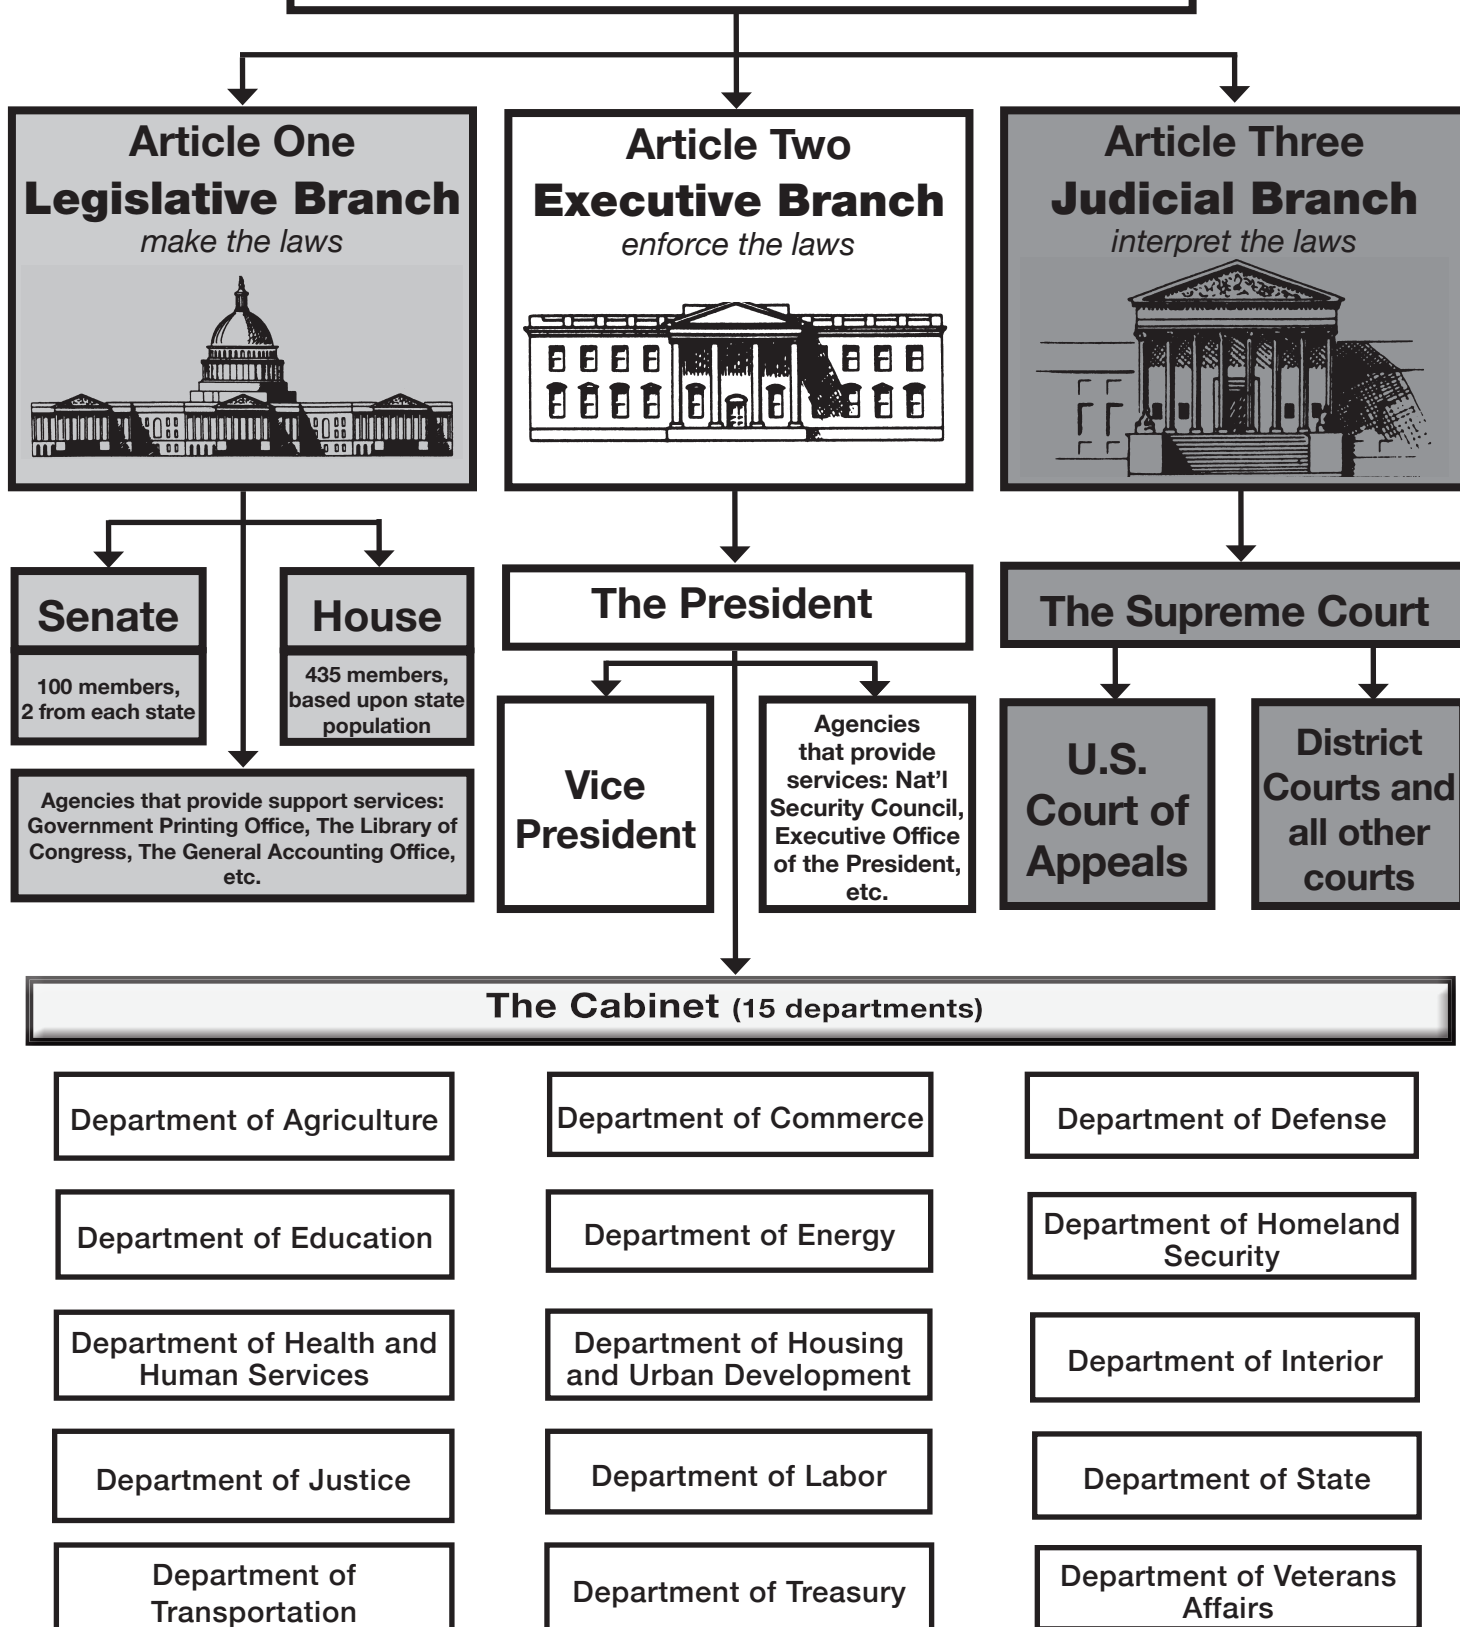 Article One
Legislative Branch
make the laws
Article Two
Executive Branch
enforce the laws
Article Three
Judicial Branch
interpret the laws
Senate
100 members,
2 from each state
House
435 members,
based upon state
population
Agencies that provide support services:
Government Printing Office, The Library of
Congress, The General Accounting Office,
etc.
The President
Vice
President
Agencies
that provide
services: Nat'l
Security Council,
Executive Office
of the President,
etc.
The Supreme Court
U.S.
Court of
Appeals
District
Courts and
all other
courts
The Cabinet (15 departments)
Department of Agriculture
Department of Commerce
Department of Defense
Department of Education
Department of Energy
Department of Homeland
Security
Department of Health and
Human Services
Department of Housing
and Urban Development
Department of Interior
Department of Justice
Department of Labor
Department of State
Department of
Transportation
Department of Treasury
Department of Veterans
Affairs